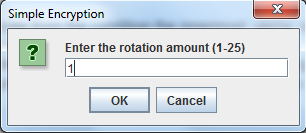 Simple Encryption
Enter the rotation amount (1-25)
1
OK
Cancel